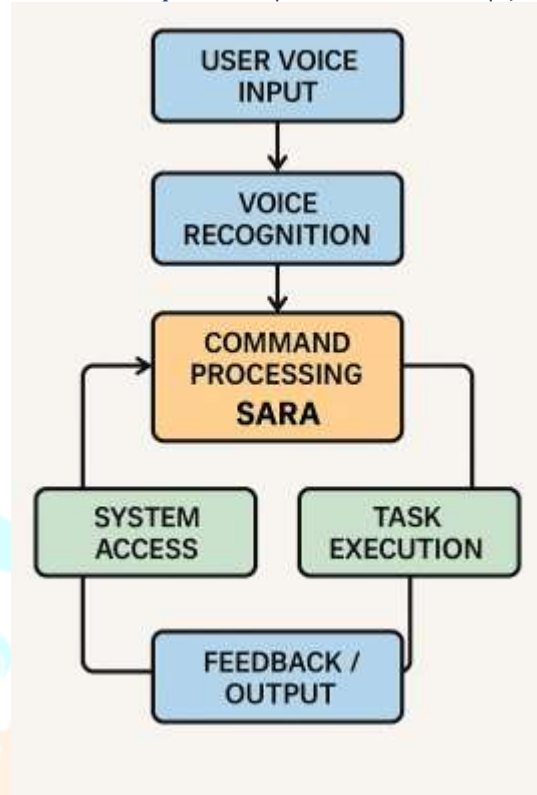 USER VOICE
INPUT
VOICE
RECOGNITION
COMMAND
PROCESSING
SARA
SYSTEM
ACCESS
TASK
EXECUTION
FEEDBACK /
OUTPUT